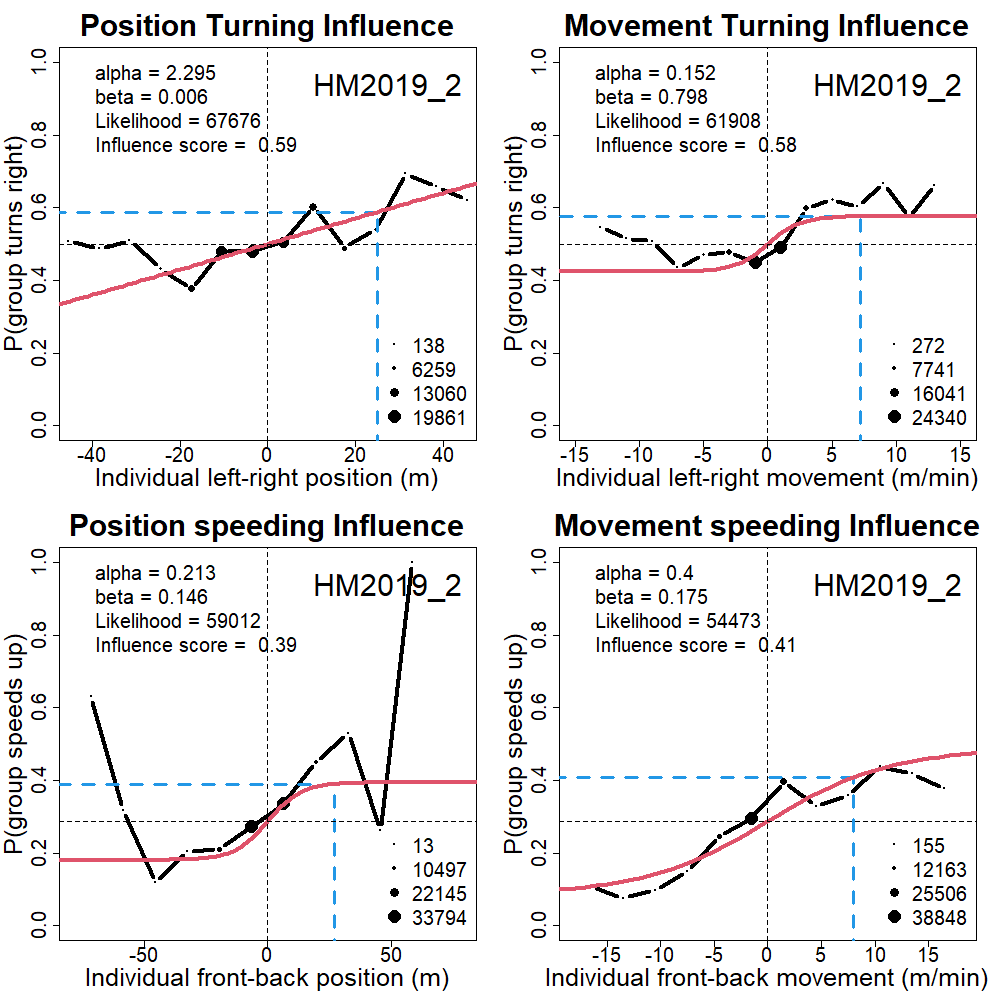 Position Turning Influence
alpha = 2.295
beta = 0.006
Likelihood = 67676
Influence score =  0.59
HM2019_2
P(group turns right)
0.0 0.2 0.4 0.6 0.8 1.0
138
6259
13060
19861
-40 -20 0 20 40
Individual left-right position (m)
Movement Turning Influence
alpha = 0.152
beta = 0.798
Likelihood = 61908
Influence score =  0.58
HM2019_2
P(group turns right)
0.0 0.2 0.4 0.6 0.8 1.0
272
7741
16041
24340
-15 -10 -5 0 5 10 15
Individual left-right movement (m/min)
Position speeding Influence
alpha = 0.213
beta = 0.146
Likelihood = 59012
Influence score =  0.39
HM2019_2
P(group speeds up)
0.0 0.2 0.4 0.6 0.8 1.0
13
10497
22145
33794
-50 0 50
Individual front-back position (m)
Movement speeding Influence
alpha = 0.4
beta = 0.175
Likelihood = 54473
Influence score =  0.41
HM2019_2
P(group speeds up)
0.0 0.2 0.4 0.6 0.8 1.0
155
12163
25506
38848
-15 -10 -5 0 5 10 15
Individual front-back movement (m/min)